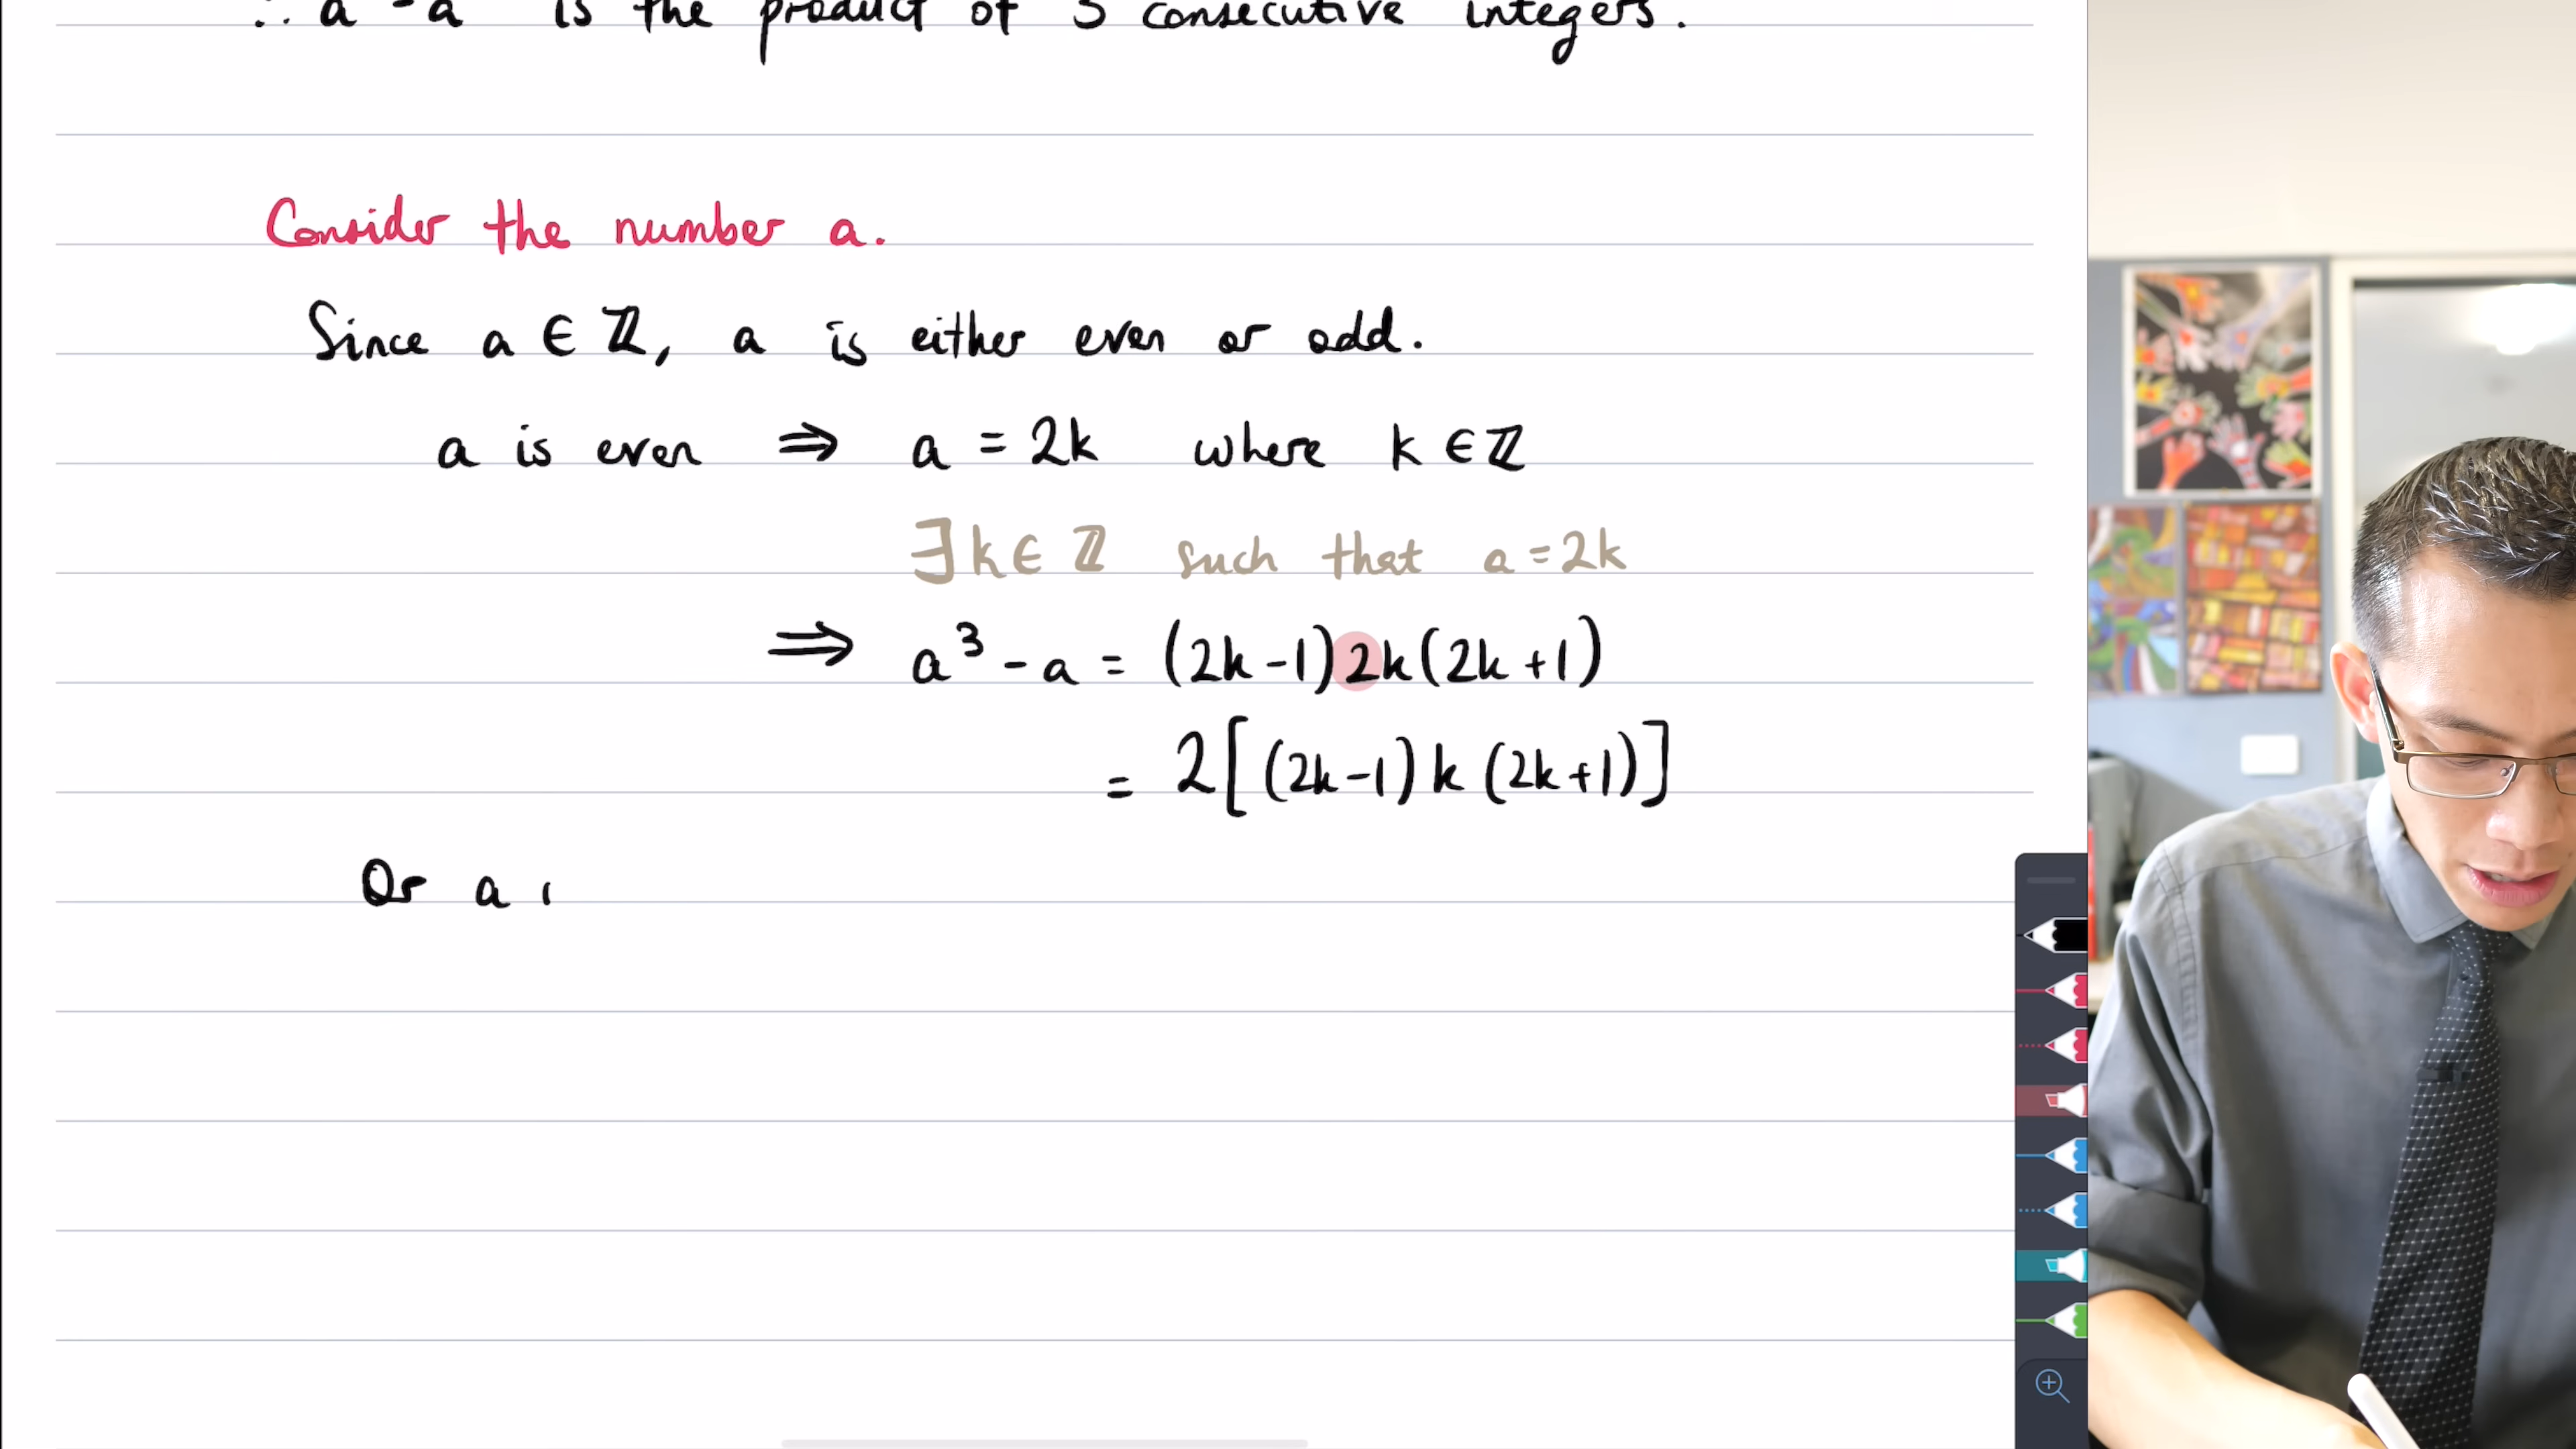 ∴ a³ - a is the product of 3 consecutive integers.
Consider the number a.
Since a ∈ ℤ, a is either even or odd.
a is even ⇒ a = 2k where k ∈ ℤ
∃ k ∈ ℤ such that a = 2k
⇒ a³ - a = (2k - 1) 2k (2k + 1)
= 2[(2k - 1) k (2k + 1)]
Or a